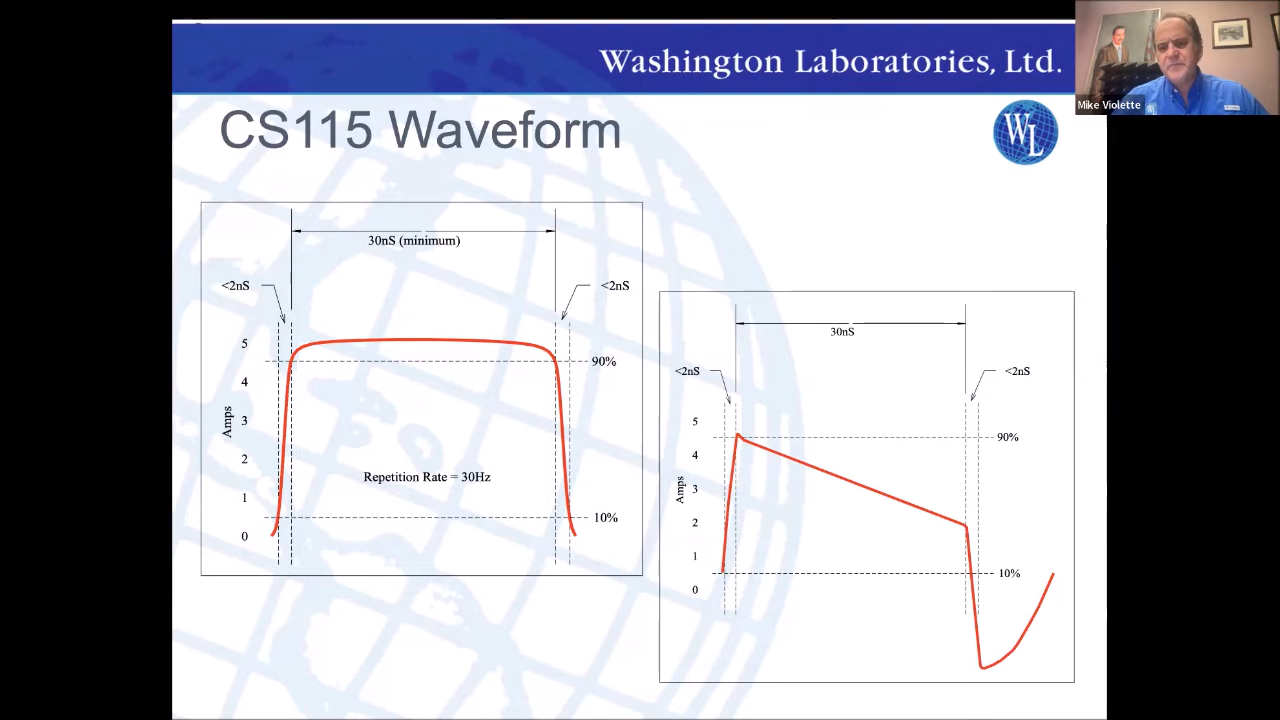 Washington Laboratories, Ltd.
Mike Violette
CS115 Waveform
WL
30nS (minimum)
<2nS
<2nS
5
90%
4
3
Amps
2
Repetition Rate = 30Hz
1
10%
0
30nS
<2nS
<2nS
5
90%
4
3
Amps
2
1
10%
0